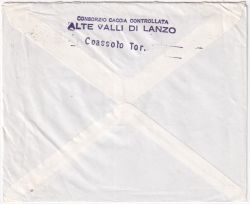 CONSORZIO CACCIA CONTROLLATA
ALTE VALLI DI LANZO
Coassolo Tor.